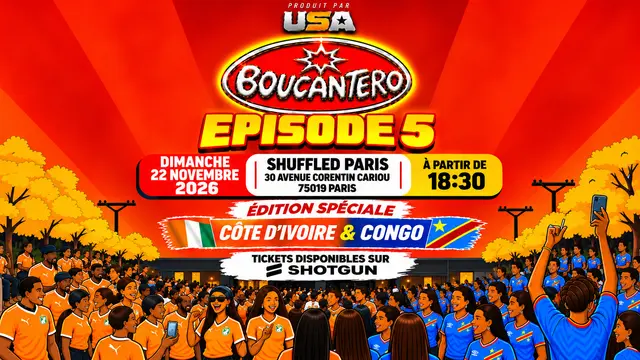 PRODUIT PAR
USA
BOUCANTERO
EPISODE 5
DIMANCHE
22 NOVEMBRE
2026
SHUFFLED PARIS
30 AVENUE CORENTIN CARIOU
75019 PARIS
À PARTIR DE
18:30
ÉDITION SPÉCIALE
CÔTE D'IVOIRE & CONGO
TICKETS DISPONIBLES SUR
SHOTGUN